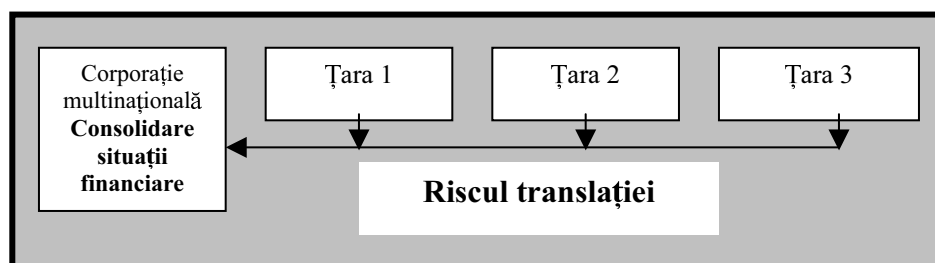 Corporație
multinațională
Consolidare
situații
financiare
Țara 1
Țara 2
Țara 3
Riscul translației